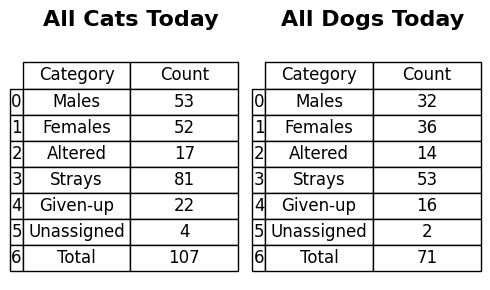 All Cats Today
Category Count
0 Males 53
1 Females 52
2 Altered 17
3 Strays 81
4 Given-up 22
5 Unassigned 4
6 Total 107
All Dogs Today
Category Count
0 Males 32
1 Females 36
2 Altered 14
3 Strays 53
4 Given-up 16
5 Unassigned 2
6 Total 71